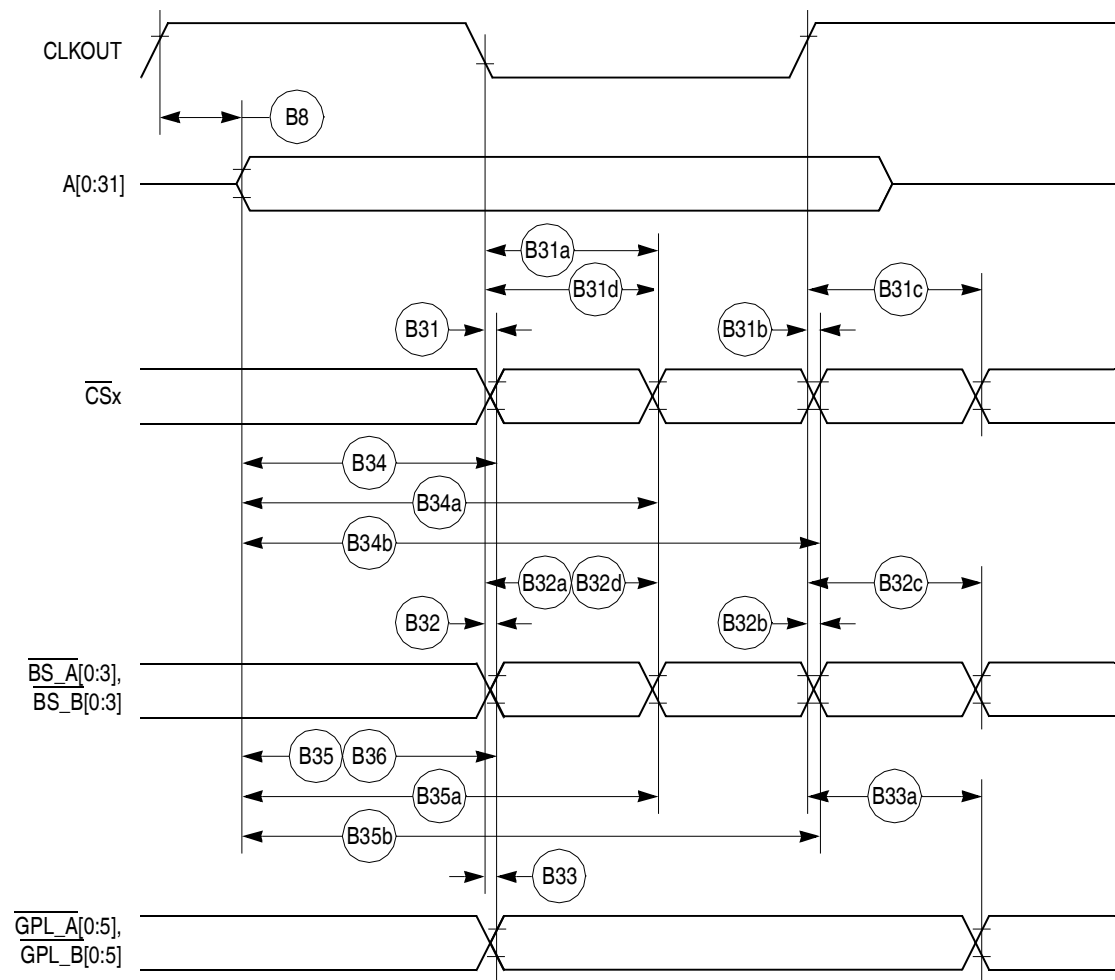 CLKOUT
B8
A[0:31]
B31a
B31d
B31c
B31
B31b
CSx
B34
B34a
B34b
B32a B32d
B32c
B32
B32b
BS_A[0:3],
BS_B[0:3]
B35 B36
B35a
B33a
B35b
B33
GPL_A[0:5],
GPL_B[0:5]